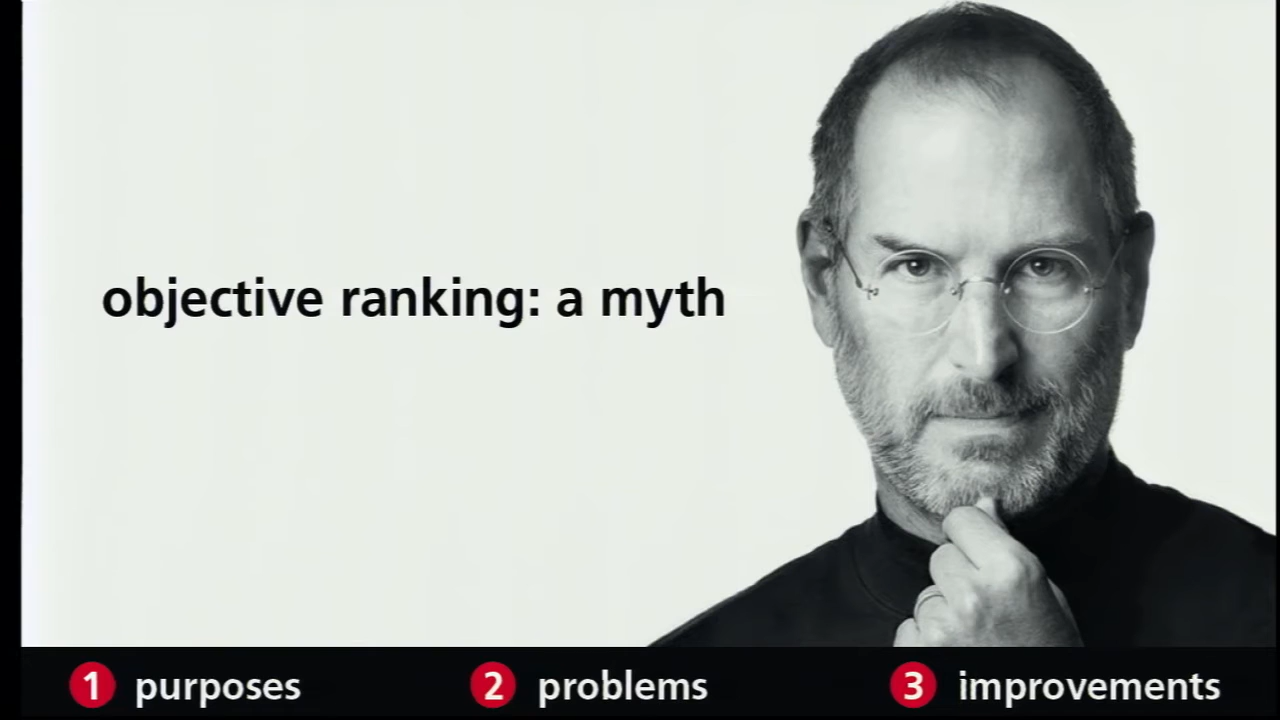 objective ranking: a myth
1 purposes 2 problems 3 improvements